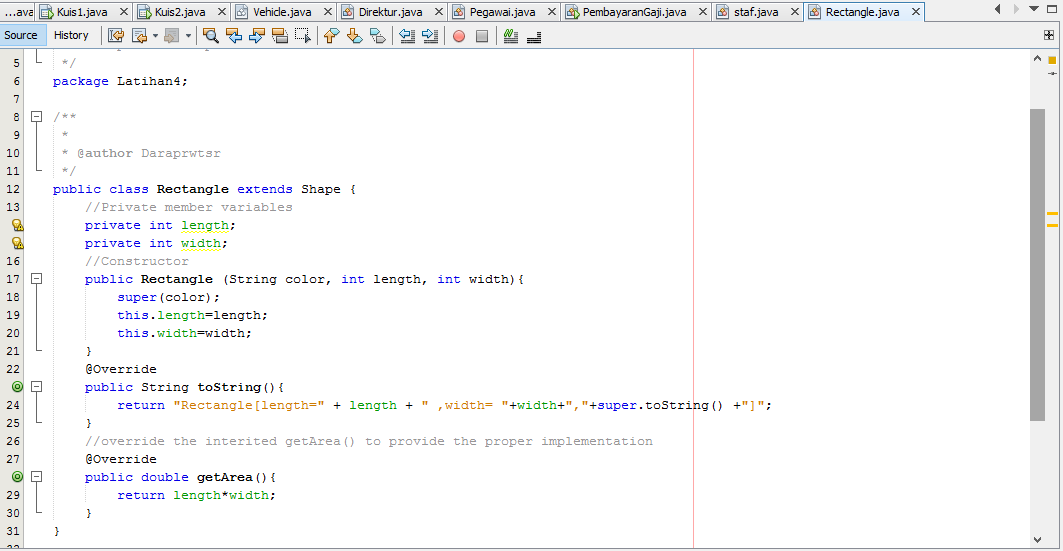 ...ava Kuis1.java Kuis2.java Vehicle.java Direktur.java Pegawai.java PembayaranGaji.java staf.java Rectangle.java
Source History
5 */
6 package Latihan4;
7
8 /**
9 *
10 * @author Daraprwtsr
11 */
12 public class Rectangle extends Shape {
13 //Private member variables
private int length;
private int width;
16 //Constructor
17 public Rectangle (String color, int length, int width){
18 super(color);
19 this.length=length;
20 this.width=width;
21 }
22 @Override
public String toString(){
24 return "Rectangle[length=" + length + " ,width= "+width+","+super.toString() +"]";
25 }
26 //override the interited getArea() to provide the proper implementation
27 @Override
public double getArea(){
29 return length*width;
30 }
31 }